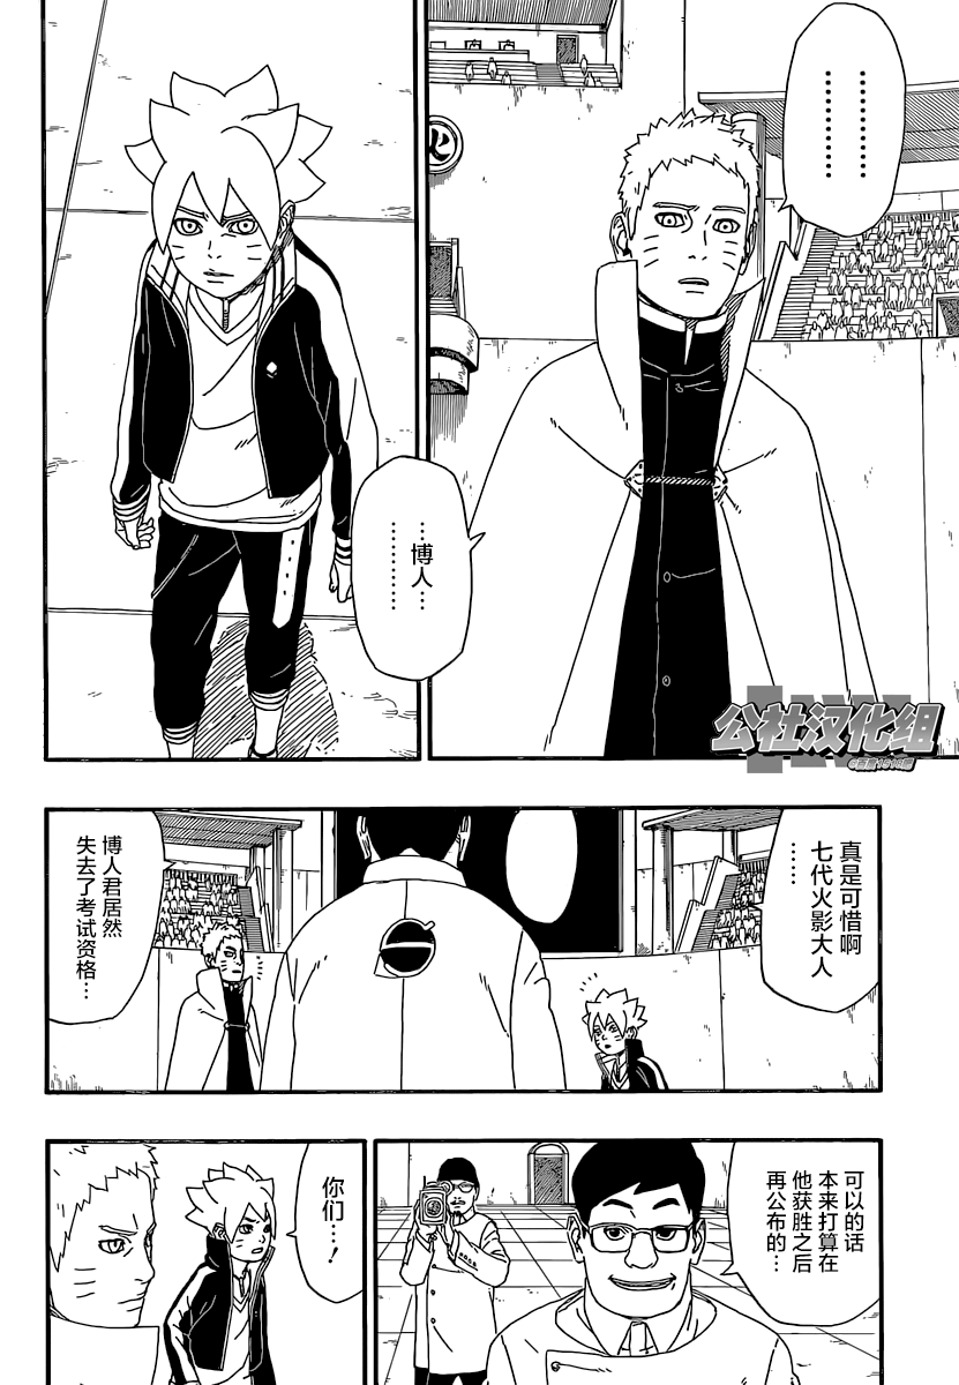 …………
…博人…
…………
公社汉化组
火
真是可惜啊
七代火影大人
……
博人君居然
失去了考试资格…
可以的话
本来打算在
他获胜之后
再公布的…
你们…！